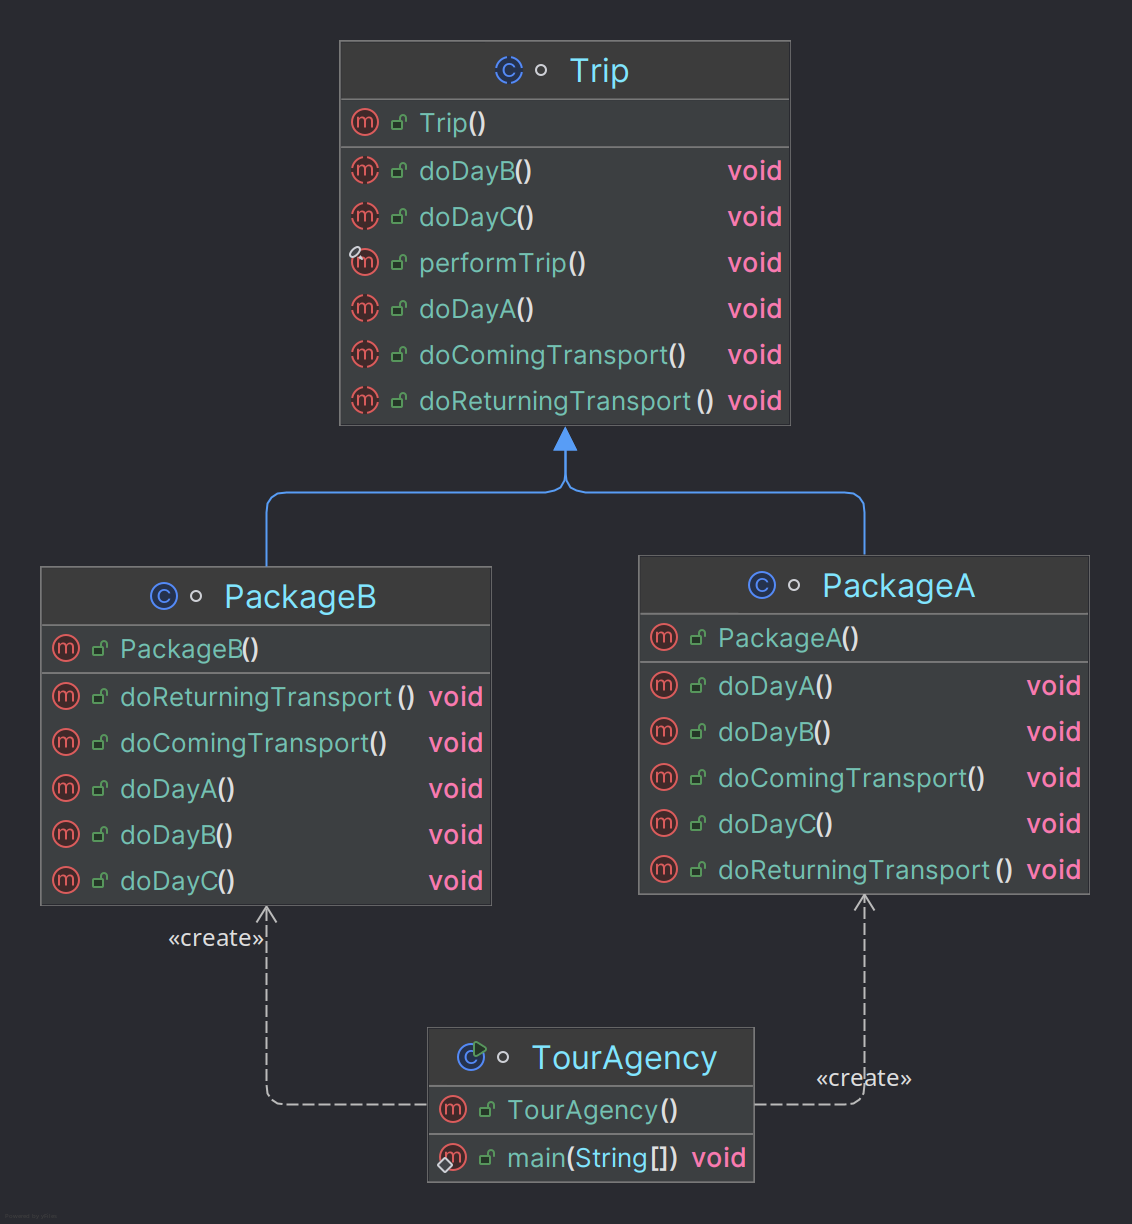 Trip
Trip()
doDayB() void
doDayC() void
performTrip() void
doDayA() void
doComingTransport() void
doReturningTransport () void
PackageB
PackageB()
doReturningTransport () void
doComingTransport() void
doDayA() void
doDayB() void
doDayC() void
PackageA
PackageA()
doDayA() void
doDayB() void
doComingTransport() void
doDayC() void
doReturningTransport () void
«create»
«create»
TourAgency
TourAgency()
main(String[]) void